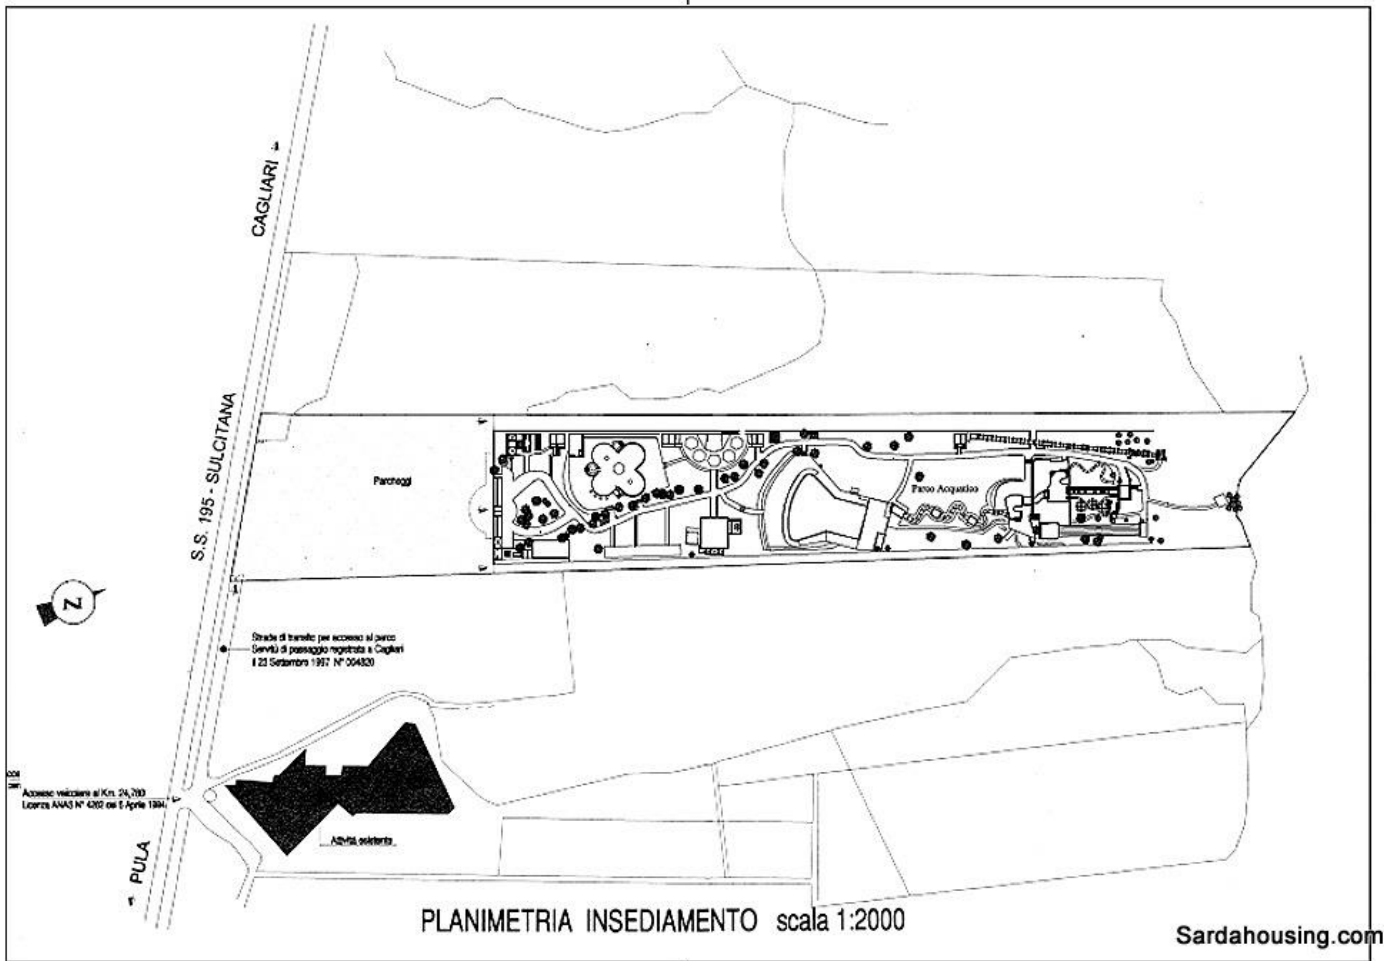 CAGLIARI
S.S. 195 - SULCITANA
Parcheggi
Parco Acquatico
N
Strada di transito per accesso al parco
Servitù di passaggio registrata a Cagliari
il 23 Settembre 1997 N° 004820
Accesso veicolare al Km. 24,780
Licenza ANAS N° 4262 del 5 Aprile 1994
Attività esistente
PULA
PLANIMETRIA INSEDIAMENTO scala 1:2000
Sardahousing.com